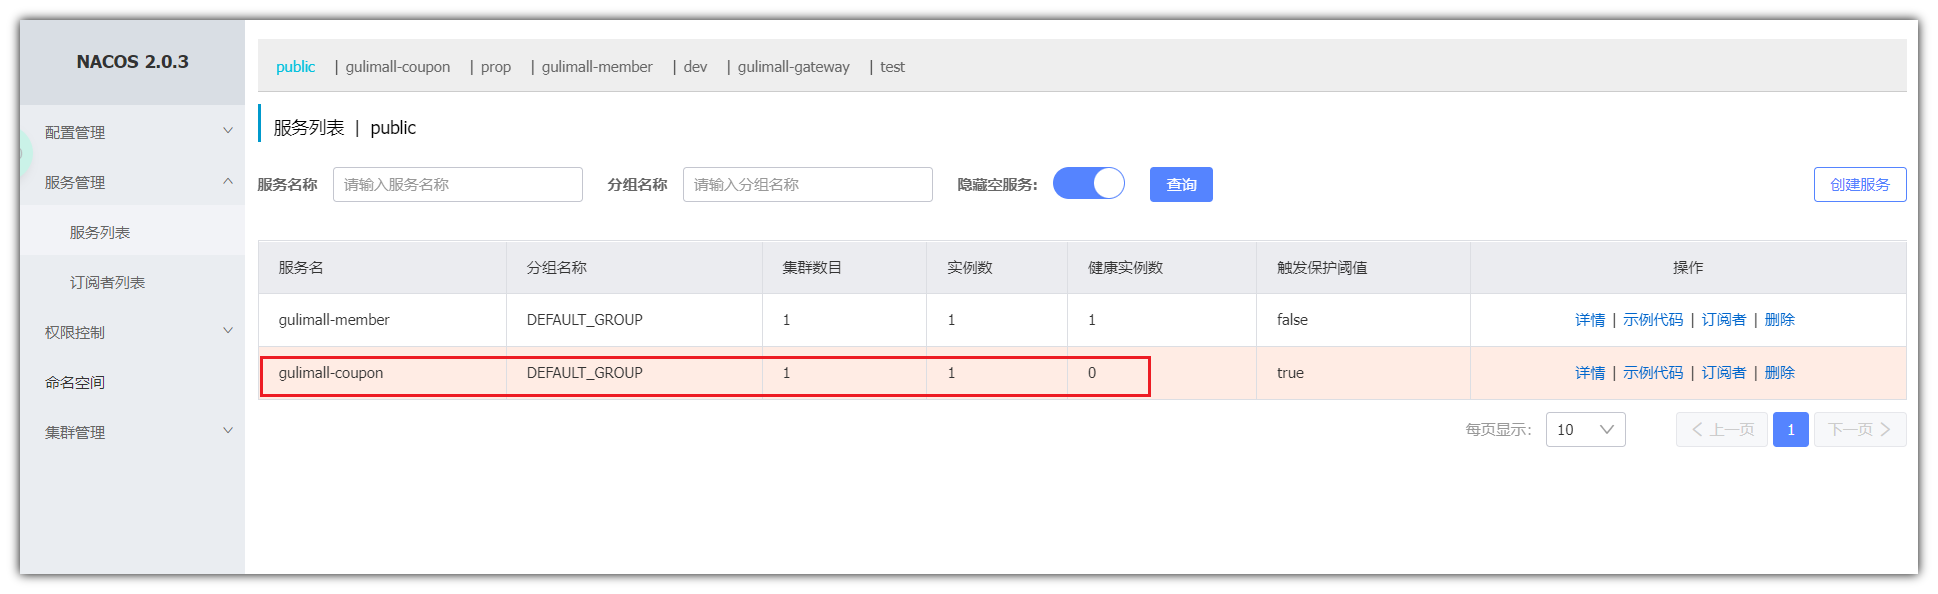 NACOS 2.0.3
public | gulimall-coupon | prop | gulimall-member | dev | gulimall-gateway | test
配置管理
服务管理
服务列表
订阅者列表
权限控制
命名空间
集群管理
服务列表 | public
服务名称 请输入服务名称 分组名称 请输入分组名称 隐藏空服务: 查询 创建服务
服务名 分组名称 集群数目 实例数 健康实例数 触发保护阈值 操作
gulimall-member DEFAULT_GROUP 1 1 1 false 详情 | 示例代码 | 订阅者 | 删除
gulimall-coupon DEFAULT_GROUP 1 1 0 true 详情 | 示例代码 | 订阅者 | 删除
每页显示: 10 上一页 1 下一页